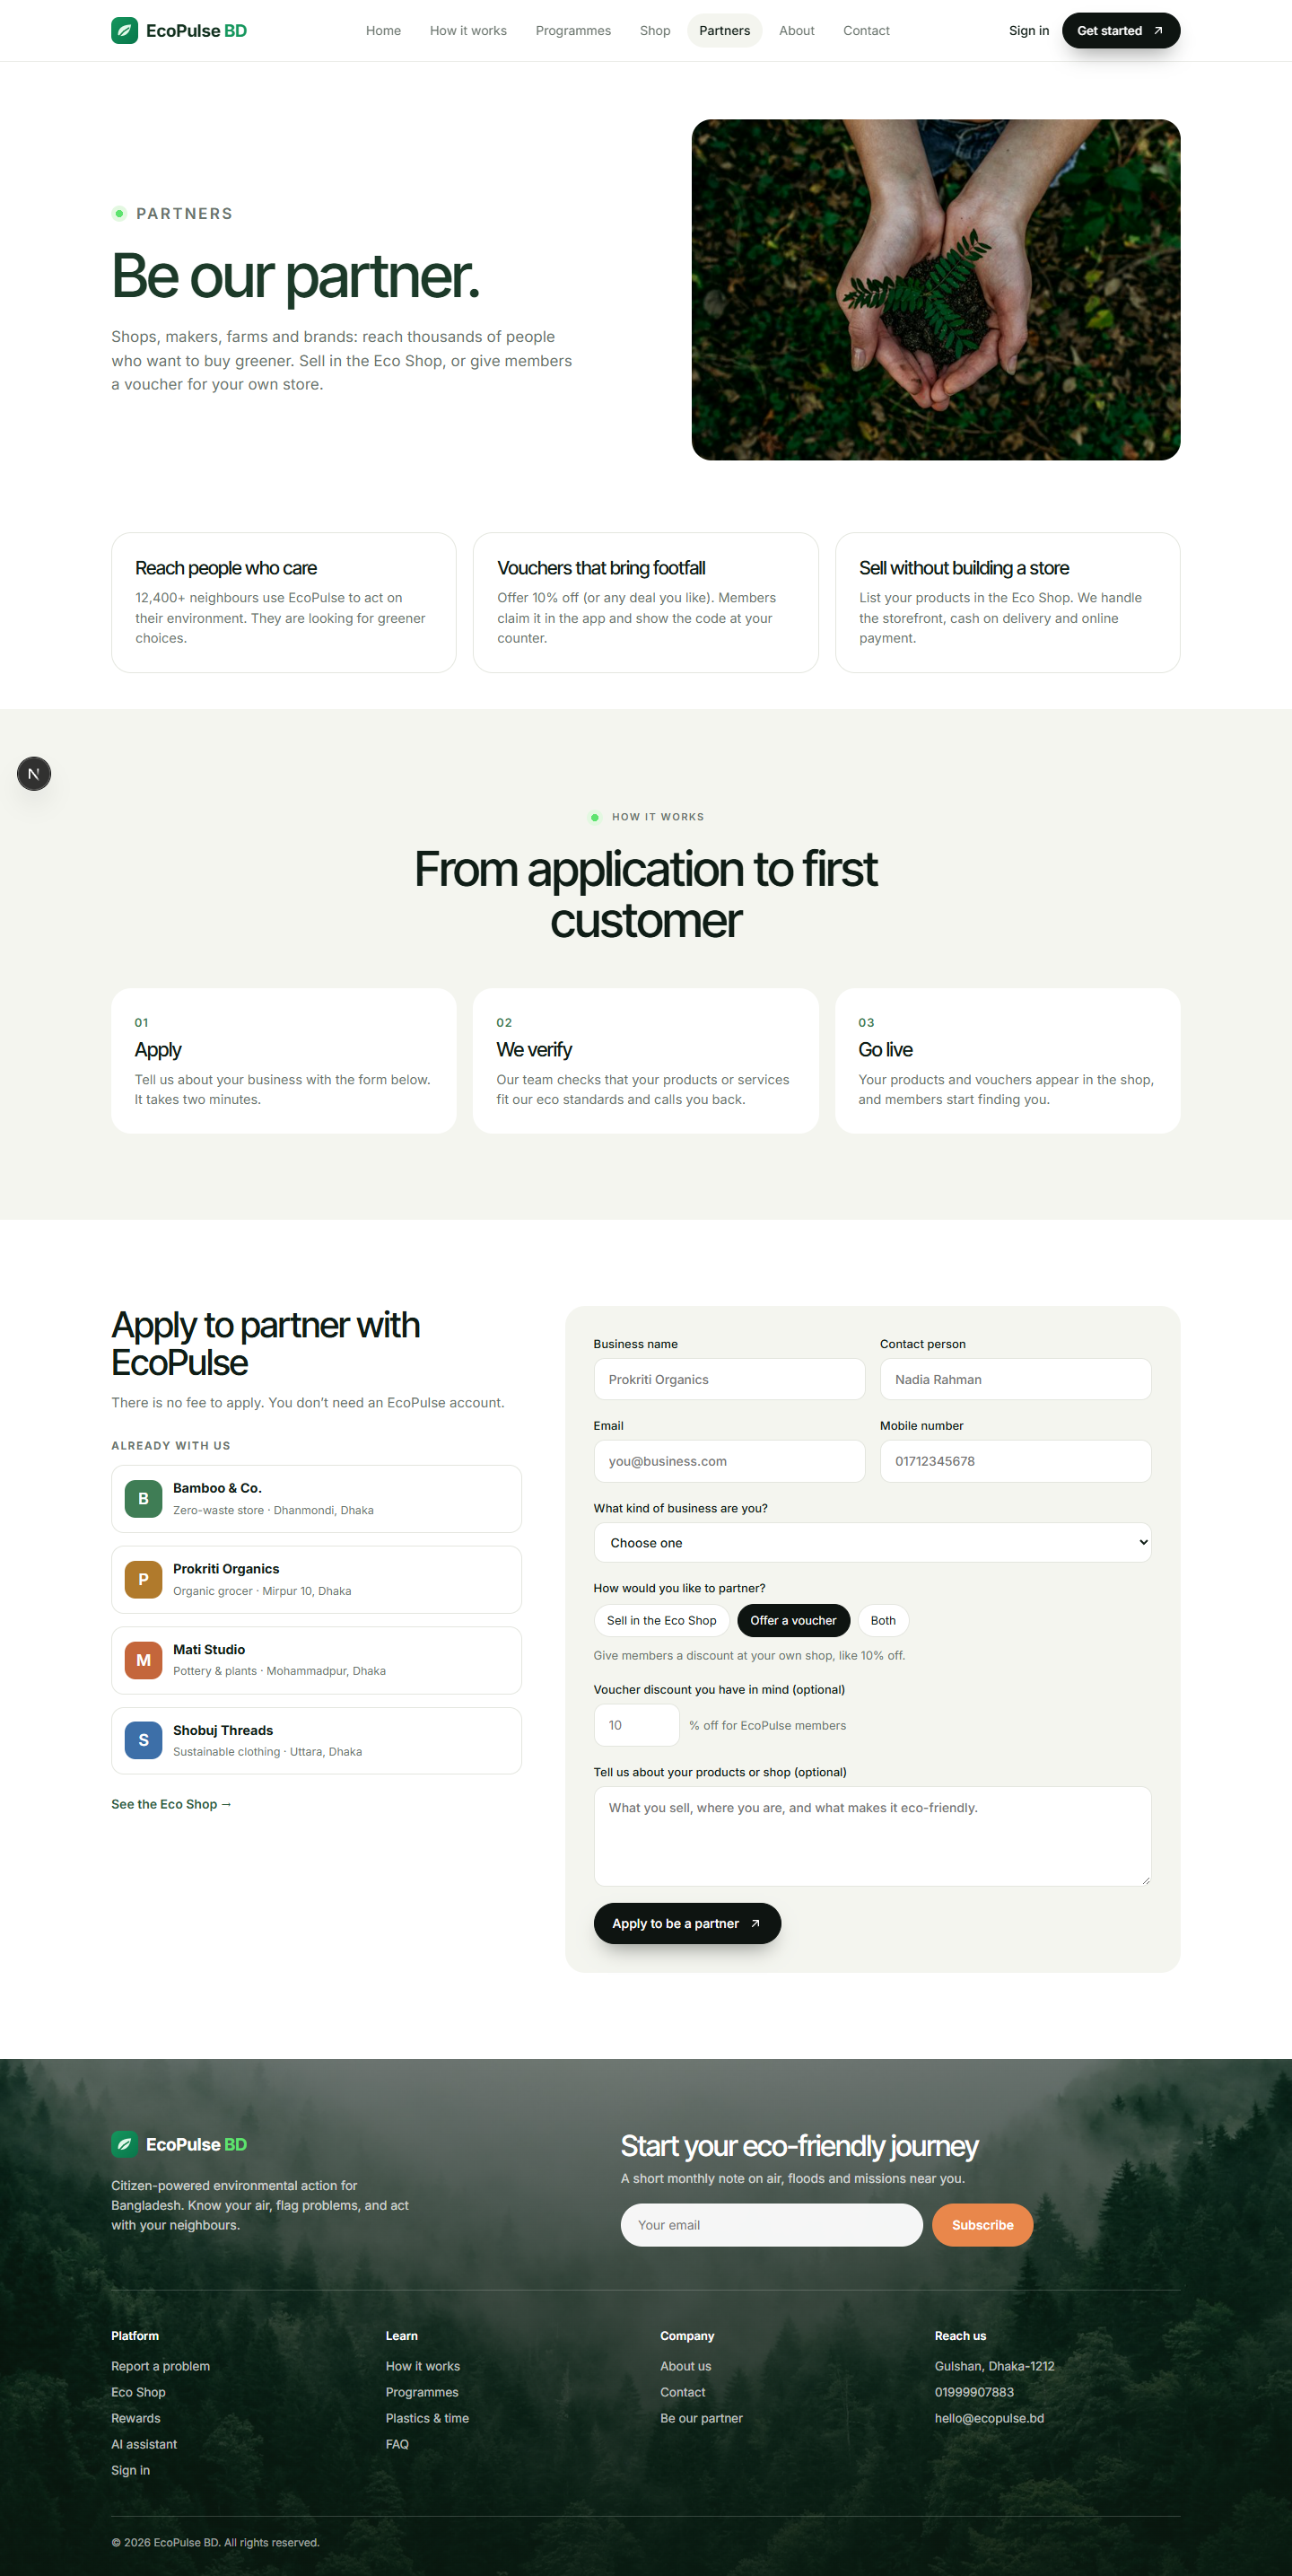 EcoPulse BD
Home
How it works
Programmes
Shop
Partners
About
Contact
Sign in
Get started
PARTNERS
Be our partner.
Shops, makers, farms and brands: reach thousands of people
who want to buy greener. Sell in the Eco Shop, or give members
a voucher for your own store.
Reach people who care
12,400+ neighbours use EcoPulse to act on
their environment. They are looking for greener
choices.
Vouchers that bring footfall
Offer 10% off (or any deal you like). Members
claim it in the app and show the code at your
counter.
Sell without building a store
List your products in the Eco Shop. We handle
the storefront, cash on delivery and online
payment.
N
HOW IT WORKS
From application to first
customer
01
Apply
Tell us about your business with the form below.
It takes two minutes.
02
We verify
Our team checks that your products or services
fit our eco standards and calls you back.
03
Go live
Your products and vouchers appear in the shop,
and members start finding you.
Apply to partner with
EcoPulse
There is no fee to apply. You don’t need an EcoPulse account.
ALREADY WITH US
B
Bamboo & Co.
Zero-waste store · Dhanmondi, Dhaka
P
Prokriti Organics
Organic grocer · Mirpur 10, Dhaka
M
Mati Studio
Pottery & plants · Mohammadpur, Dhaka
S
Shobuj Threads
Sustainable clothing · Uttara, Dhaka
See the Eco Shop →
Business name
Prokriti Organics
Contact person
Nadia Rahman
Email
you@business.com
Mobile number
01712345678
What kind of business are you?
Choose one
How would you like to partner?
Sell in the Eco Shop
Offer a voucher
Both
Give members a discount at your own shop, like 10% off.
Voucher discount you have in mind (optional)
10
% off for EcoPulse members
Tell us about your products or shop (optional)
What you sell, where you are, and what makes it eco-friendly.
Apply to be a partner
EcoPulse BD
Citizen-powered environmental action for
Bangladesh. Know your air, flag problems, and act
with your neighbours.
Start your eco-friendly journey
A short monthly note on air, floods and missions near you.
Your email
Subscribe
Platform
Report a problem
Eco Shop
Rewards
AI assistant
Sign in
Learn
How it works
Programmes
Plastics & time
FAQ
Company
About us
Contact
Be our partner
Reach us
Gulshan, Dhaka-1212
01999907883
hello@ecopulse.bd
© 2026 EcoPulse BD. All rights reserved.